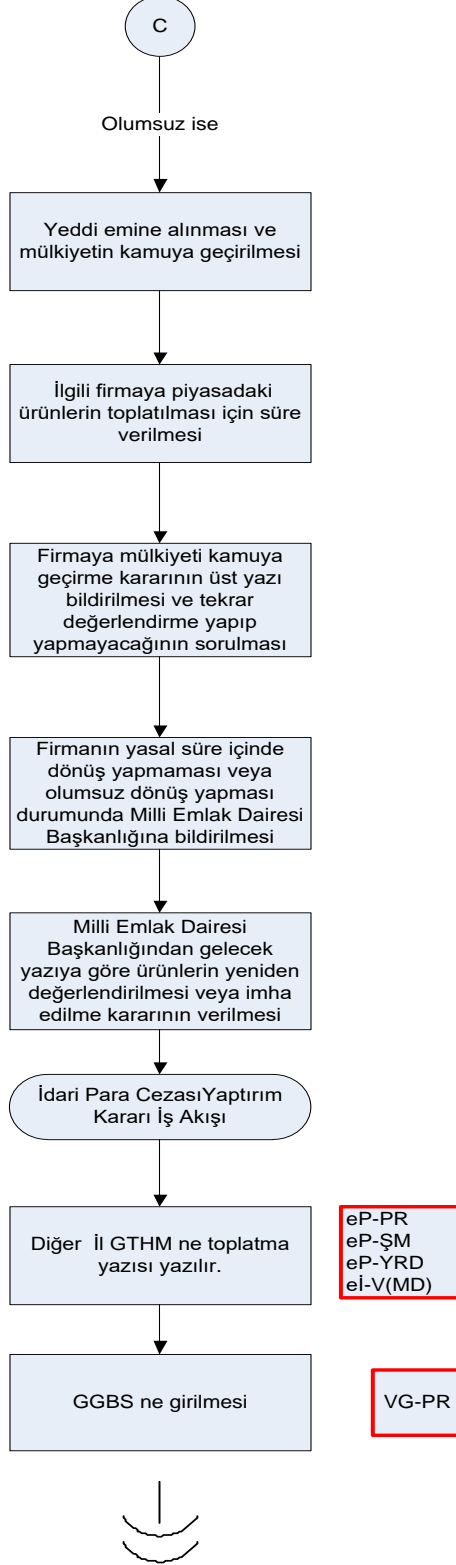 C
Olumsuz ise
Yeddi emine alınması ve
mülkiyetin kamuya geçirilmesi
İlgili firmaya piyasadaki
ürünlerin toplatılması için süre
verilmesi
Firmaya mülkiyeti kamuya
geçirme kararının üst yazı
bildirilmesi ve tekrar
değerlendirme yapıp
yapmayacağının sorulması
Firmanın yasal süre içinde
dönüş yapmaması veya
olumsuz dönüş yapması
durumunda Milli Emlak Dairesi
Başkanlığına bildirilmesi
Milli Emlak Dairesi
Başkanlığından gelecek
yazıya göre ürünlerin yeniden
değerlendirilmesi veya imha
edilme kararının verilmesi
İdari Para CezasıYaptırım
Kararı İş Akışı
Diğer İl GTHM ne toplatma
yazısı yazılır.
eP-PR
eP-ŞM
eP-YRD
eİ-V(MD)
GGBS ne girilmesi
VG-PR